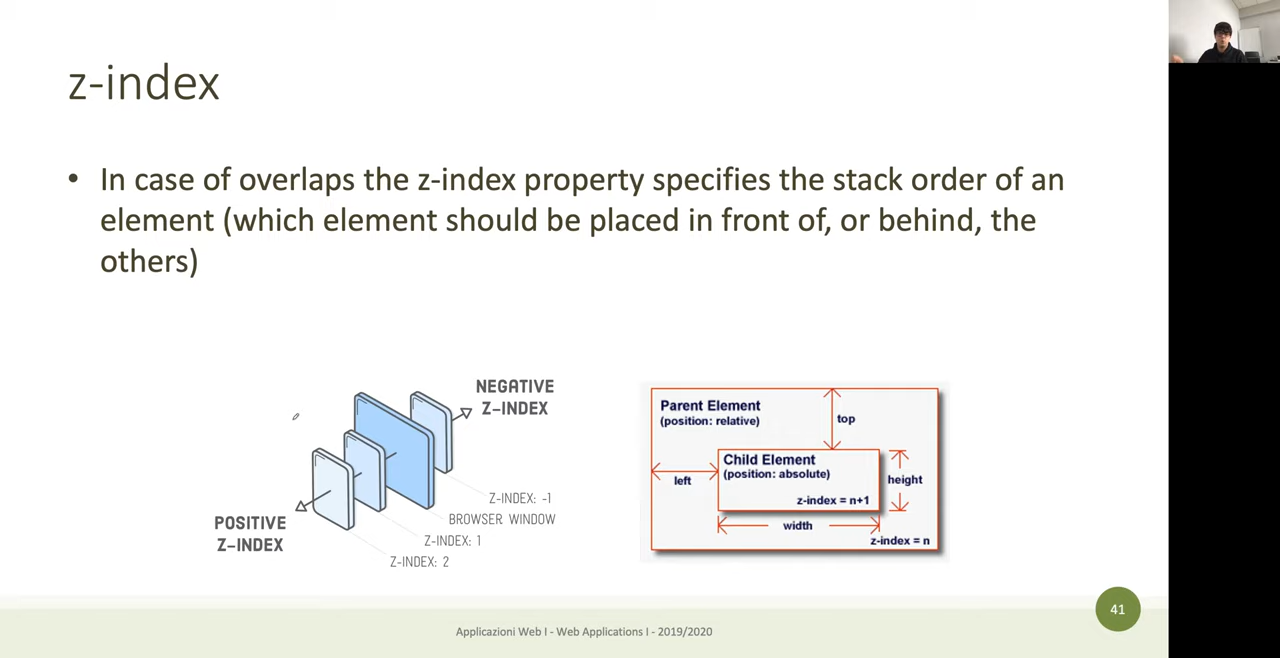 z-index
• In case of overlaps the z-index property specifies the stack order of an
element (which element should be placed in front of, or behind, the
others)
NEGATIVE
Z-INDEX
POSITIVE
Z-INDEX
Z-INDEX: -1
BROWSER WINDOW
Z-INDEX: 1
Z-INDEX: 2
Parent Element
(position: relative)
top
Child Element
(position: absolute)
left
height
z-index = n+1
width
z-index = n
41
Applicazioni Web I - Web Applications I - 2019/2020